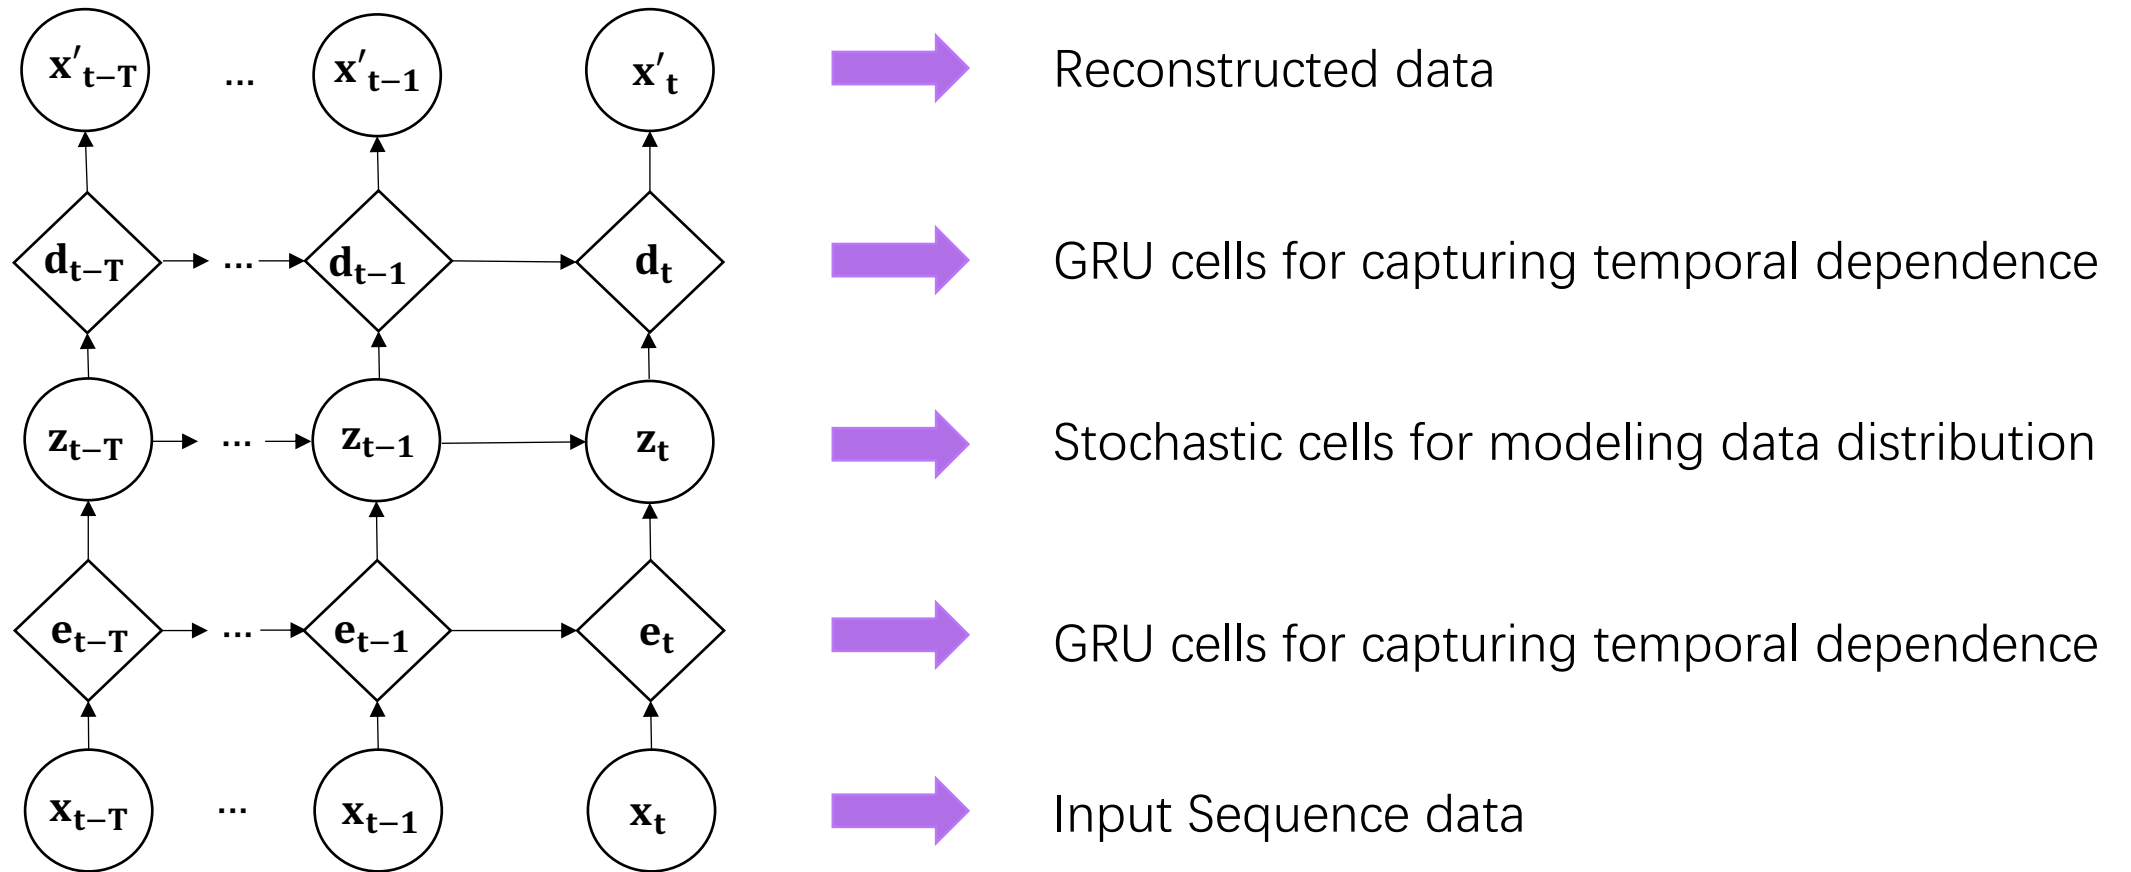 x′t−T ... x′t−1 x′t Reconstructed data
dt−T ... dt−1 dt GRU cells for capturing temporal dependence
zt−T ... zt−1 zt Stochastic cells for modeling data distribution
et−T ... et−1 et GRU cells for capturing temporal dependence
xt−T ... xt−1 xt Input Sequence data